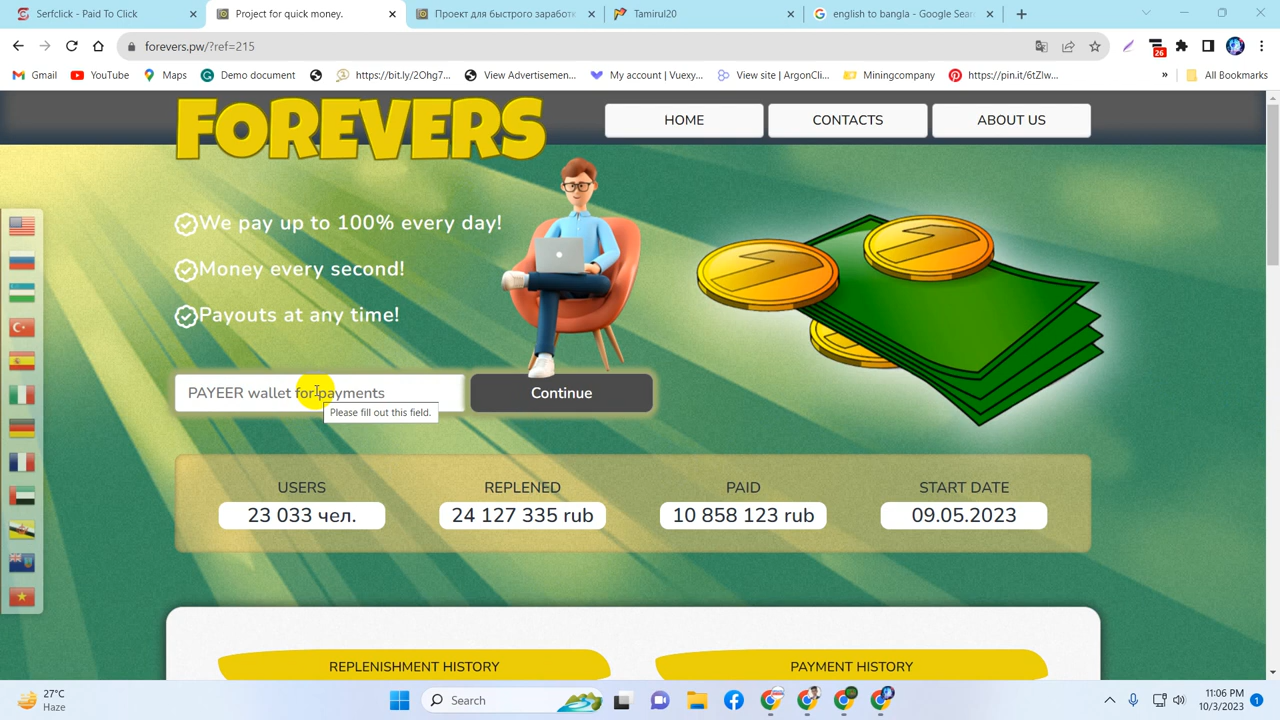 Serfclick - Paid To Click
Project for quick money.
Проект для быстрого заработк
Tamirul20
english to bangla - Google Sear
forevers.pw/?ref=215
26
Gmail
YouTube
Maps
Demo document
https://bit.ly/2Ohg7...
View Advertisemen...
My account | Vuexy...
View site | ArgonCli...
Miningcompany
https://pin.it/6tZlw...
»
All Bookmarks
FOREVERS
HOME
CONTACTS
ABOUT US
We pay up to 100% every day!
Money every second!
Payouts at any time!
PAYEER wallet for payments
Continue
Please fill out this field.
USERS
REPLENED
PAID
START DATE
23 033 чел.
24 127 335 rub
10 858 123 rub
09.05.2023
REPLENISHMENT HISTORY
PAYMENT HISTORY
27°C
Haze
Search
11:06 PM
10/3/2023
1